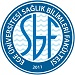 EGE ÜNİVERSİTESİ SAĞLIK BİLİMLERİ FAKÜLTESİ
SBF
2011